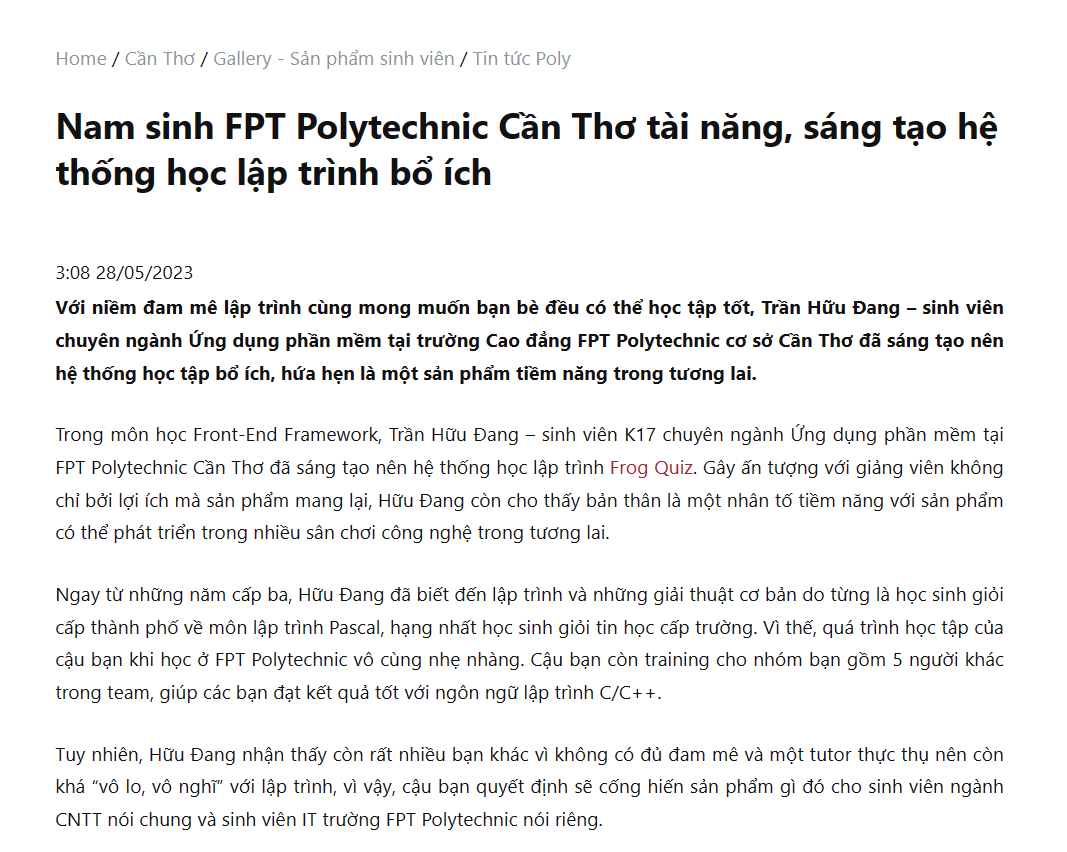 Home / Cần Thơ / Gallery - Sản phẩm sinh viên / Tin tức Poly
Nam sinh FPT Polytechnic Cần Thơ tài năng, sáng tạo hệ
thống học lập trình bổ ích
3:08 28/05/2023
Với niềm đam mê lập trình cùng mong muốn bạn bè đều có thể học tập tốt, Trần Hữu Đang – sinh viên
chuyên ngành Ứng dụng phần mềm tại trường Cao đẳng FPT Polytechnic cơ sở Cần Thơ đã sáng tạo nên
hệ thống học tập bổ ích, hứa hẹn là một sản phẩm tiềm năng trong tương lai.
Trong môn học Front-End Framework, Trần Hữu Đang – sinh viên K17 chuyên ngành Ứng dụng phần mềm tại
FPT Polytechnic Cần Thơ đã sáng tạo nên hệ thống học lập trình Frog Quiz. Gây ấn tượng với giảng viên không
chỉ bởi lợi ích mà sản phẩm mang lại, Hữu Đang còn cho thấy bản thân là một nhân tố tiềm năng với sản phẩm
có thể phát triển trong nhiều sân chơi công nghệ trong tương lai.
Ngay từ những năm cấp ba, Hữu Đang đã biết đến lập trình và những giải thuật cơ bản do từng là học sinh giỏi
cấp thành phố về môn lập trình Pascal, hạng nhất học sinh giỏi tin học cấp trường. Vì thế, quá trình học tập của
cậu bạn khi học ở FPT Polytechnic vô cùng nhẹ nhàng. Cậu bạn còn training cho nhóm bạn gồm 5 người khác
trong team, giúp các bạn đạt kết quả tốt với ngôn ngữ lập trình C/C++.
Tuy nhiên, Hữu Đang nhận thấy còn rất nhiều bạn khác vì không có đủ đam mê và một tutor thực thụ nên còn
khá “vô lo, vô nghĩ” với lập trình, vì vậy, cậu bạn quyết định sẽ cống hiến sản phẩm gì đó cho sinh viên ngành
CNTT nói chung và sinh viên IT trường FPT Polytechnic nói riêng.